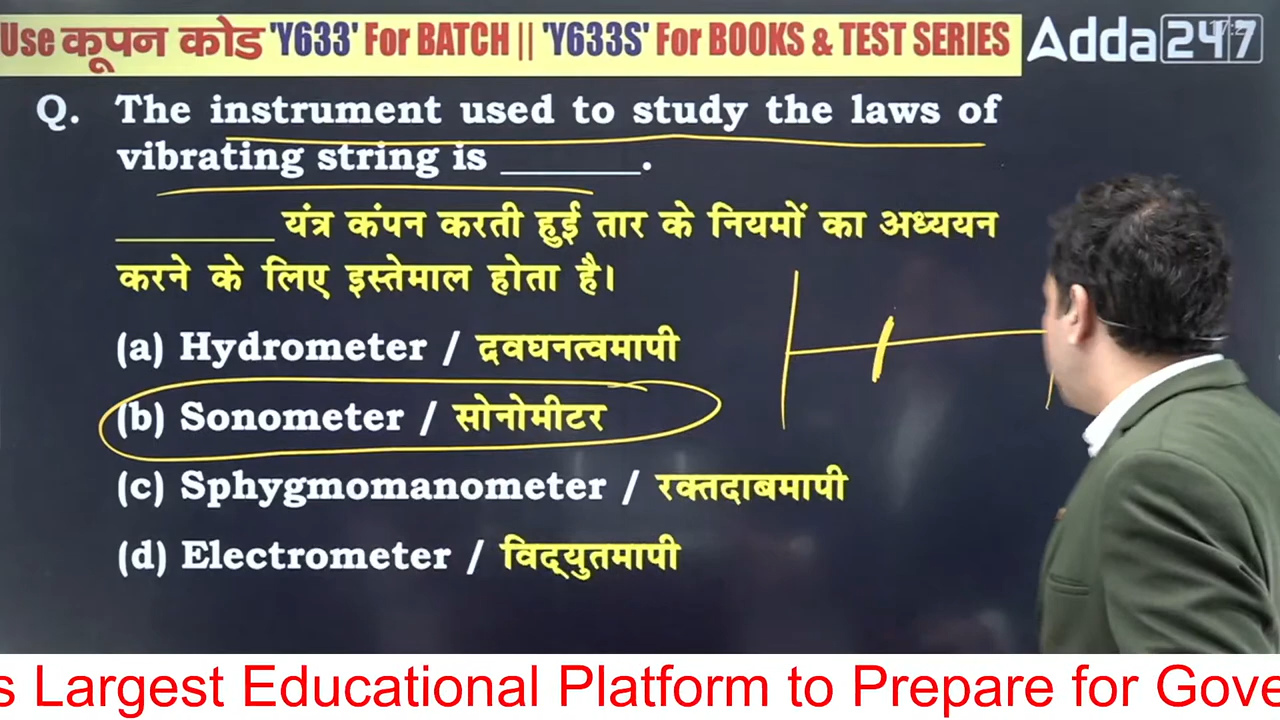 Use कूपन कोड 'Y633' For BATCH || 'Y633S' For BOOKS & TEST SERIES
Adda247
Q. The instrument used to study the laws of
vibrating string is _______.
________ यंत्र कंपन करती हुई तार के नियमों का अध्ययन
करने के लिए इस्तेमाल होता है।
(a) Hydrometer / द्रवघनत्वमापी
(b) Sonometer / सोनोमीटर
(c) Sphygmomanometer / रक्तदाबमापी
(d) Electrometer / विद्युतमापी
s Largest Educational Platform to Prepare for Gove